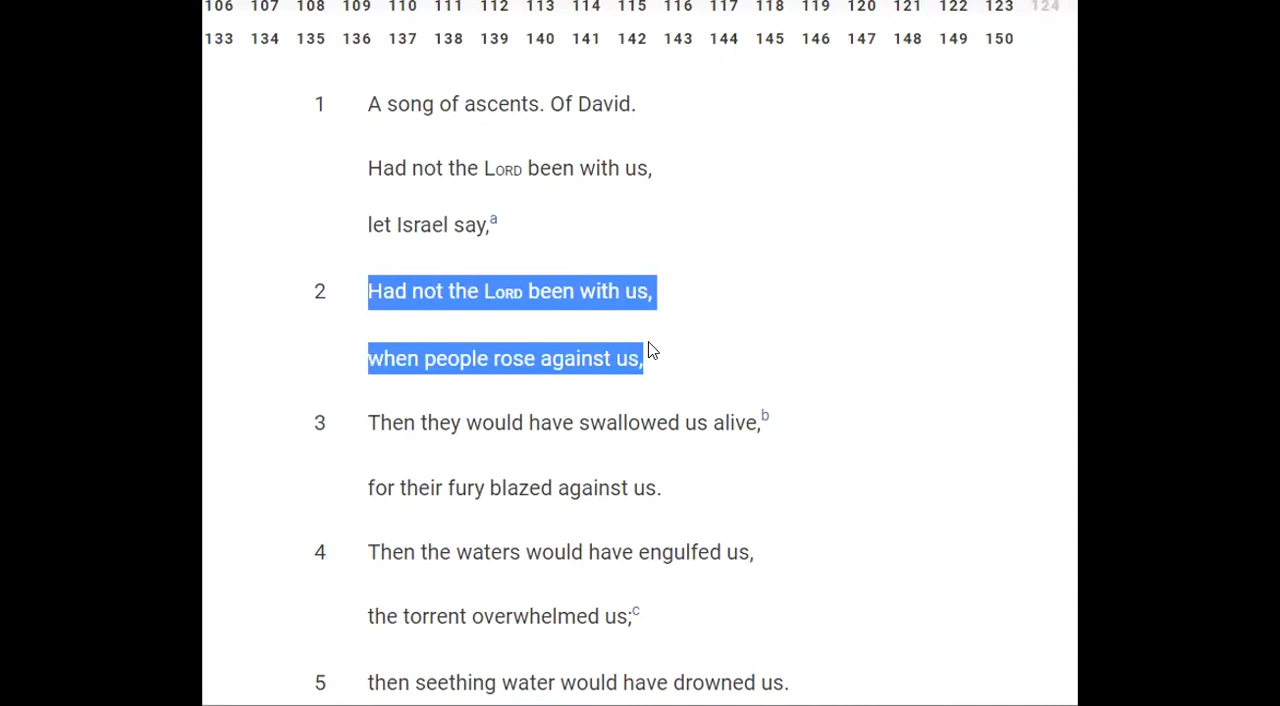 106 107 108 109 110 111 112 113 114 115 116 117 118 119 120 121 122 123 124
133 134 135 136 137 138 139 140 141 142 143 144 145 146 147 148 149 150
1 A song of ascents. Of David.
Had not the LORD been with us,
let Israel say,a
2 Had not the LORD been with us,
when people rose against us,
3 Then they would have swallowed us alive,b
for their fury blazed against us.
4 Then the waters would have engulfed us,
the torrent overwhelmed us;c
5 then seething water would have drowned us.